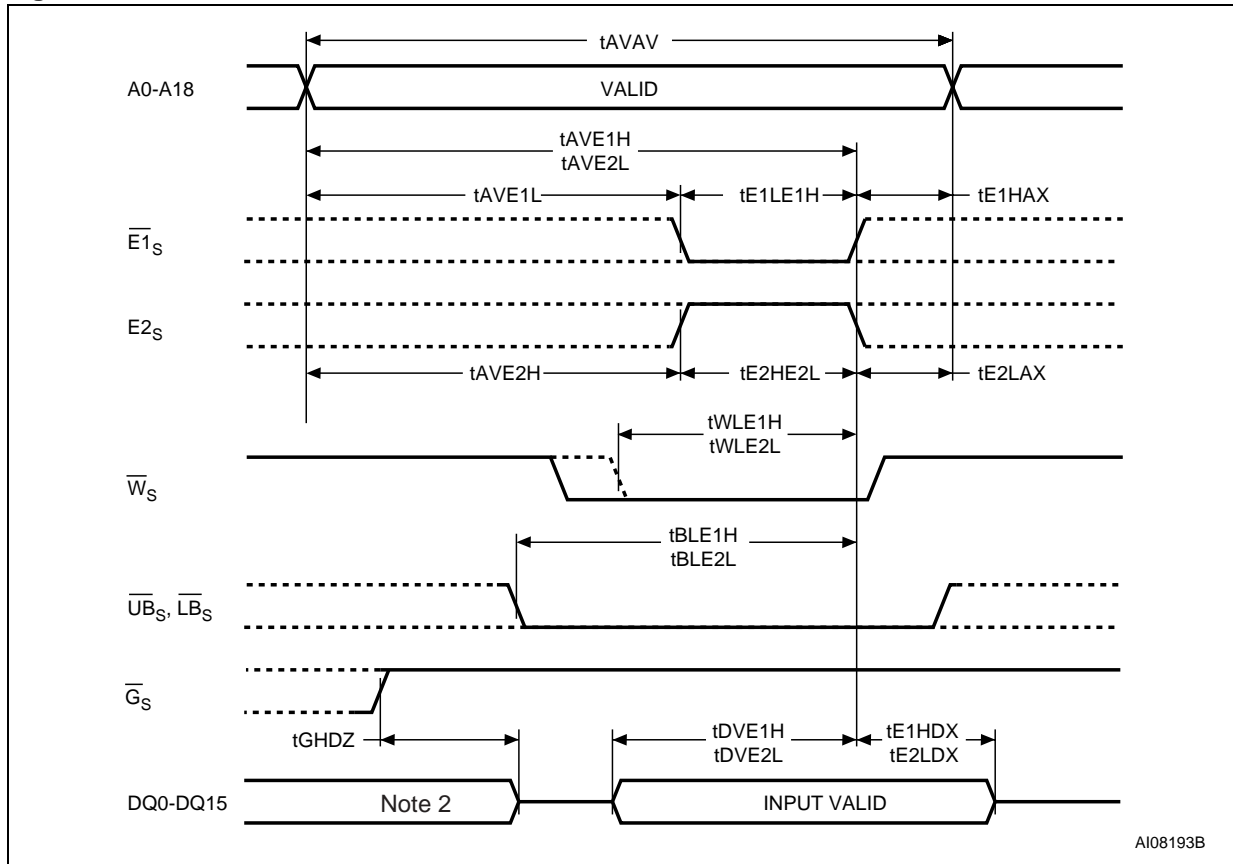 tAVAV
A0-A18
VALID
tAVE1H
tAVE2L
tAVE1L
tE1LE1H
tE1HAX
E1S
E2S
tAVE2H
tE2HE2L
tE2LAX
tWLE1H
tWLE2L
WS
tBLE1H
tBLE2L
UBS, LBS
GS
tGHDZ
tDVE1H
tDVE2L
tE1HDX
tE2LDX
DQ0-DQ15
Note 2
INPUT VALID
AI08193B